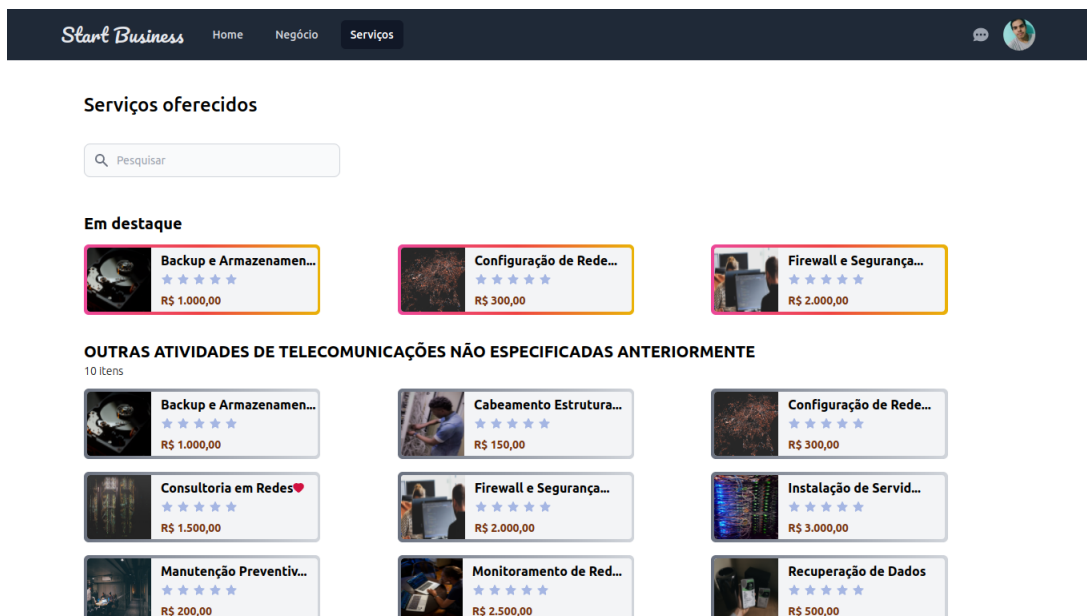 Start Business Home Negócio Serviços
Serviços oferecidos
Pesquisar
Em destaque
Backup e Armazenamen...
R$ 1.000,00
Configuração de Rede...
R$ 300,00
Firewall e Segurança...
R$ 2.000,00
OUTRAS ATIVIDADES DE TELECOMUNICAÇÕES NÃO ESPECIFICADAS ANTERIORMENTE
10 itens
Backup e Armazenamen...
R$ 1.000,00
Cabeamento Estrutura...
R$ 150,00
Configuração de Rede...
R$ 300,00
Consultoria em Redes
R$ 1.500,00
Firewall e Segurança...
R$ 2.000,00
Instalação de Servid...
R$ 3.000,00
Manutenção Preventiv...
R$ 200,00
Monitoramento de Red...
R$ 2.500,00
Recuperação de Dados
R$ 500,00